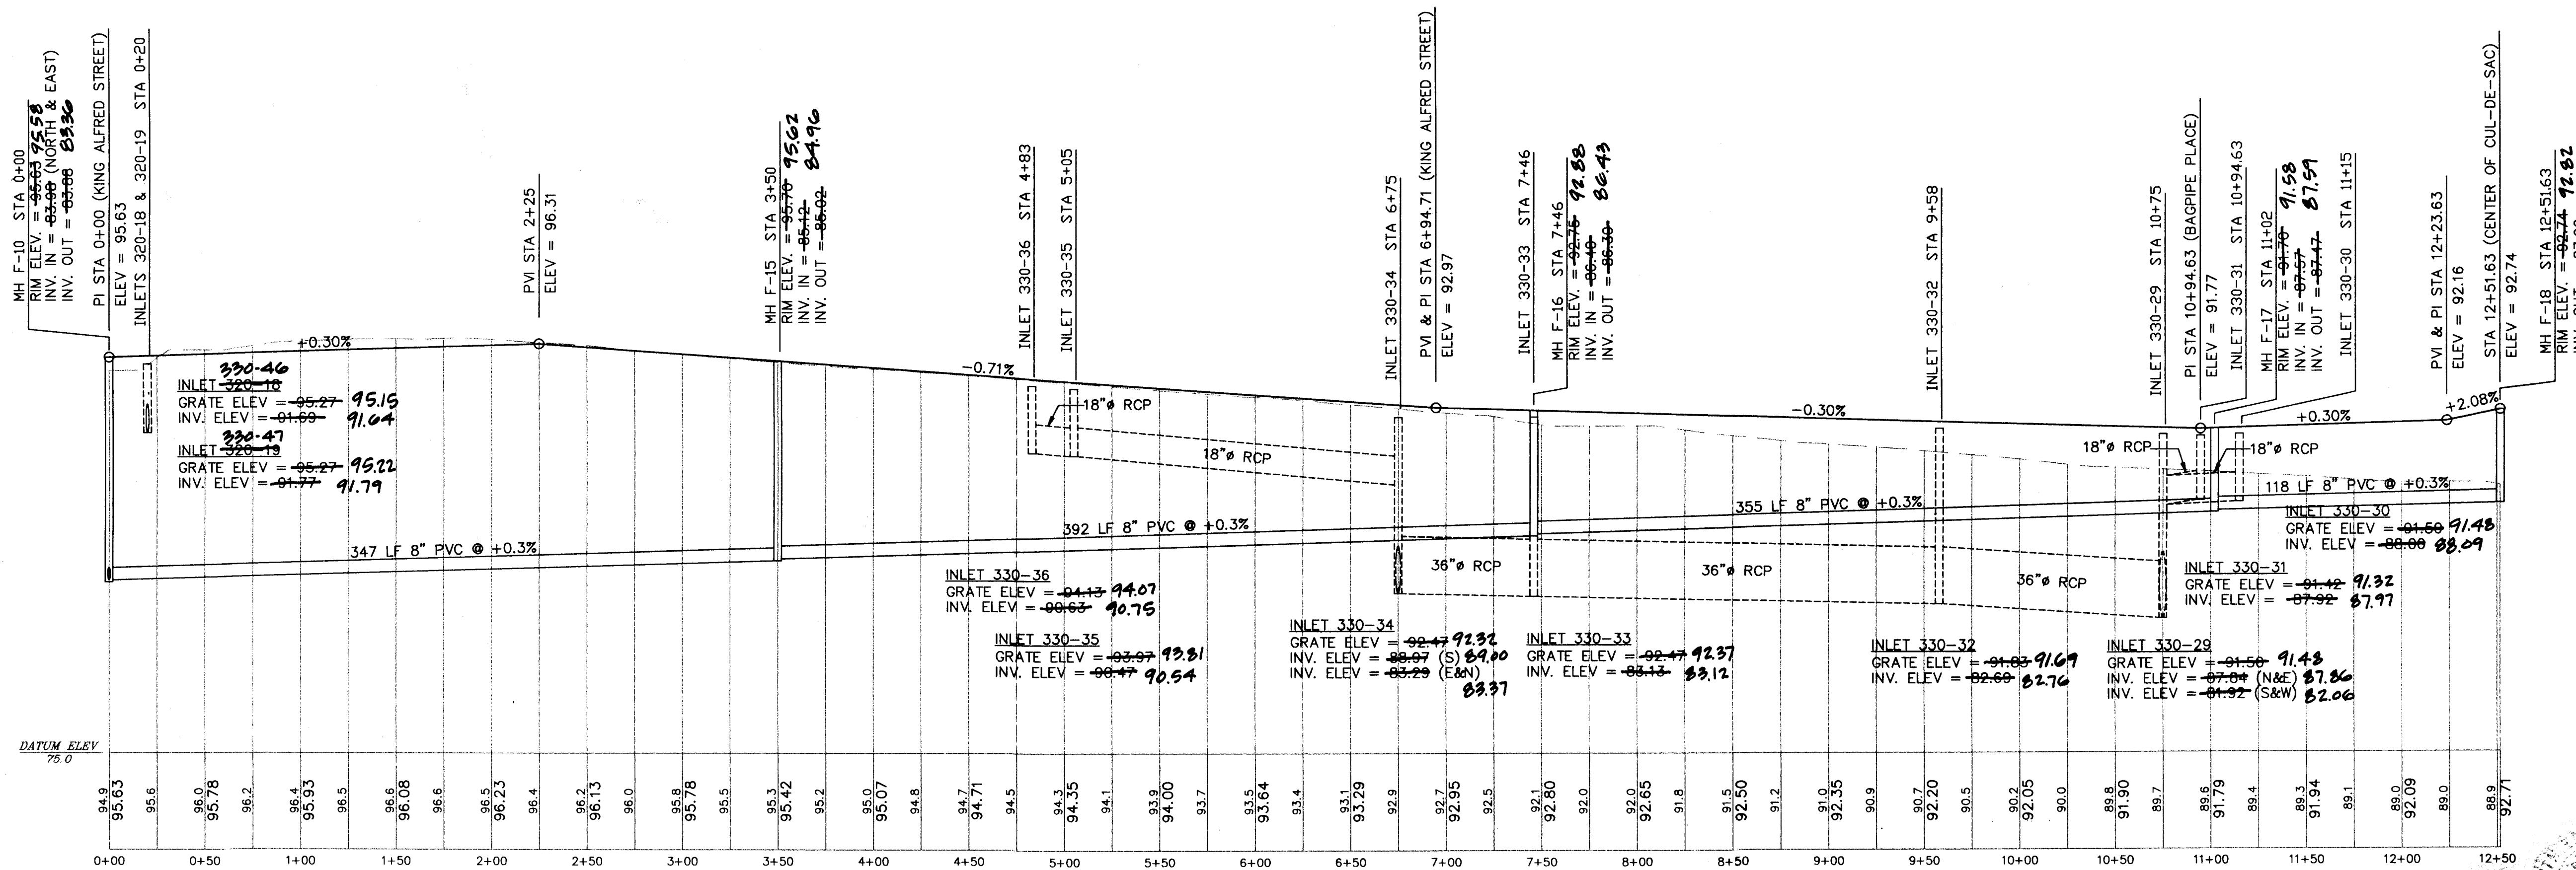 MH F-10 STA 0+00
RIM ELEV. = 95.63 95.58
INV. IN = 83.98 (NORTH & EAST)
INV. OUT = 83.88 83.36
PI STA 0+00 (KING ALFRED STREET)
ELEV = 95.63
INLETS 320-18 & 320-19 STA 0+20
PVI STA 2+25
ELEV = 96.31
MH F-15 STA 3+50
RIM ELEV. = 95.70 95.62
INV. IN = 85.12
INV. OUT = 85.02 84.96
INLET 330-36 STA 4+83
INLET 330-35 STA 5+05
INLET 330-34 STA 6+75
PVI & PI STA 6+94.71 (KING ALFRED STREET)
ELEV = 92.97
INLET 330-33 STA 7+46
MH F-16 STA 7+46
RIM ELEV. = 92.76 92.88
INV. IN = 86.40
INV. OUT = 86.30 86.43
INLET 330-32 STA 9+58
INLET 330-29 STA 10+75
PI STA 10+94.63 (BAGPIPE PLACE)
ELEV = 91.77
INLET 330-31 STA 10+94.63
MH F-17 STA 11+02
RIM ELEV. = 91.70 91.58
INV. IN = 87.57
INV. OUT = 87.47 87.59
INLET 330-30 STA 11+15
PVI & PI STA 12+23.63
ELEV = 92.16
STA 12+51.63 (CENTER OF CUL-DE-SAC)
ELEV = 92.74
MH F-18 STA 12+51.63
RIM ELEV. = 92.74 92.82
+0.30%
-0.71%
-0.30%
+0.30%
+2.08%
330-46
INLET 320-18
GRATE ELEV = 95.27 95.15
INV. ELEV = 91.69 91.64
330-47
INLET 320-19
GRATE ELEV = 95.27 95.22
INV. ELEV = 91.77 91.79
18"ø RCP
18"ø RCP
18"ø RCP
18"ø RCP
347 LF 8" PVC @ +0.3%
392 LF 8" PVC @ +0.3%
355 LF 8" PVC @ +0.3%
118 LF 8" PVC @ +0.3%
36"ø RCP
36"ø RCP
36"ø RCP
INLET 330-36
GRATE ELEV = 94.13 94.07
INV. ELEV = 90.63 90.75
INLET 330-35
GRATE ELEV = 93.97 93.81
INV. ELEV = 90.47 90.54
INLET 330-34
GRATE ELEV = 92.47 92.32
INV. ELEV = 88.97 (S) 89.00
INV. ELEV = 83.29 (E&N)
83.37
INLET 330-33
GRATE ELEV = 92.47 92.37
INV. ELEV = 83.13 83.12
INLET 330-32
GRATE ELEV = 91.83 91.69
INV. ELEV = 82.69 82.76
INLET 330-29
GRATE ELEV = 91.50 91.48
INV. ELEV = 87.84 (N&E) 87.86
INV. ELEV = 81.92 (S&W) 82.06
INLET 330-30
GRATE ELEV = 91.50 91.48
INV. ELEV = 88.00 88.09
INLET 330-31
GRATE ELEV = 91.42 91.32
INV. ELEV = 87.92 87.97
DATUM ELEV
75.0
94.9 95.6 96.0 96.2 96.4 96.5 96.6 96.6 96.5 96.4 96.2 96.0 95.8 95.5 95.3 95.2 95.0 94.8 94.7 94.5 94.3 94.1 93.9 93.7 93.5 93.4 93.1 92.9 92.7 92.5 92.1 92.0 92.0 91.8 91.5 91.2 91.0 90.9 90.7 90.5 90.2 90.0 89.8 89.7 89.6 89.4 89.3 89.1 89.0 89.0 88.9
95.63 95.78 95.93 96.08 96.23 96.13 95.78 95.42 95.07 94.71 94.35 94.00 93.64 93.29 92.95 92.80 92.65 92.50 92.35 92.20 92.05 91.90 91.79 91.94 92.09 92.71
0+00 0+50 1+00 1+50 2+00 2+50 3+00 3+50 4+00 4+50 5+00 5+50 6+00 6+50 7+00 7+50 8+00 8+50 9+00 9+50 10+00 10+50 11+00 11+50 12+00 12+50